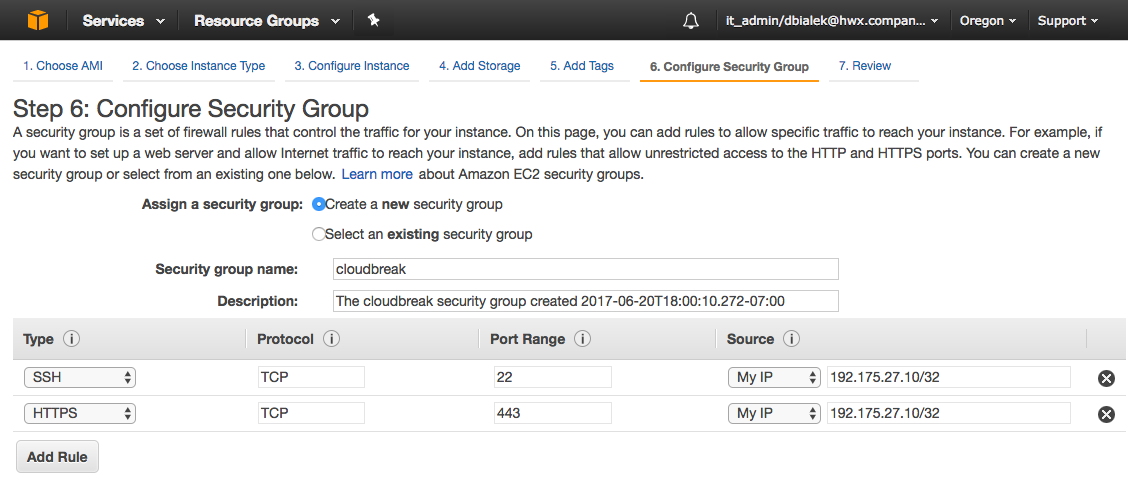 Services Resource Groups it_admin/dbialek@hwx.compan... Oregon Support
1. Choose AMI 2. Choose Instance Type 3. Configure Instance 4. Add Storage 5. Add Tags 6. Configure Security Group 7. Review
Step 6: Configure Security Group
A security group is a set of firewall rules that control the traffic for your instance. On this page, you can add rules to allow specific traffic to reach your instance. For example, if
you want to set up a web server and allow Internet traffic to reach your instance, add rules that allow unrestricted access to the HTTP and HTTPS ports. You can create a new
security group or select from an existing one below. Learn more about Amazon EC2 security groups.
Assign a security group: Create a new security group
Select an existing security group
Security group name: cloudbreak
Description: The cloudbreak security group created 2017-06-20T18:00:10.272-07:00
Type i Protocol i Port Range i Source i
SSH TCP 22 My IP 192.175.27.10/32
HTTPS TCP 443 My IP 192.175.27.10/32
Add Rule